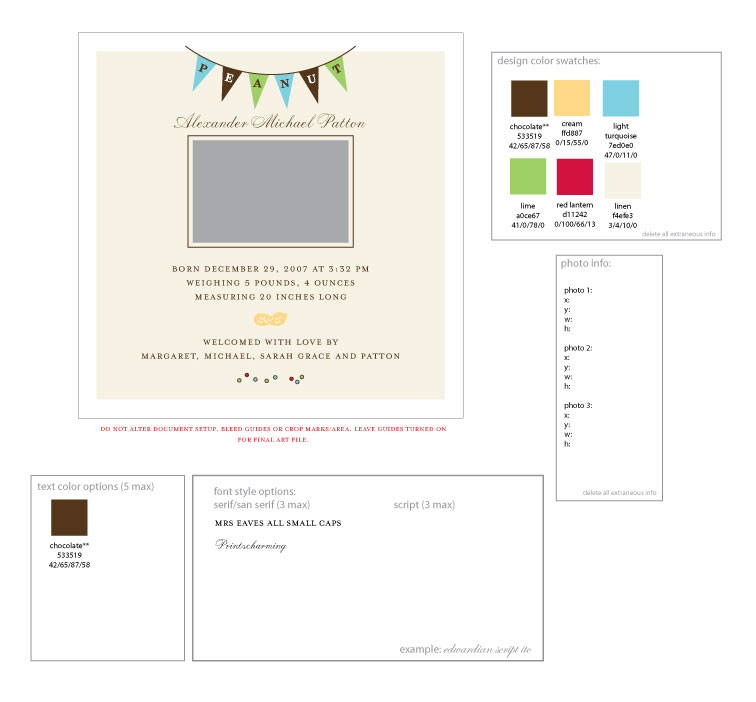 PEANUT
Alexander Michael Patton
BORN DECEMBER 29, 2007 AT 3:32 PM
WEIGHING 5 POUNDS, 4 OUNCES
MEASURING 20 INCHES LONG
WELCOMED WITH LOVE BY
MARGARET, MICHAEL, SARAH GRACE AND PATTON
DO NOT ALTER DOCUMENT SETUP, BLEED GUIDES OR CROP MARKS/AREA. LEAVE GUIDES TURNED ON
FOR FINAL ART FILE.
design color swatches:
chocolate**
533519
42/65/87/58
cream
ffd887
0/15/55/0
light
turquoise
7ed0e0
47/0/11/0
lime
a0ce67
41/0/78/0
red lantern
d11242
0/100/66/13
linen
f4efe3
3/4/10/0
delete all extraneous info
photo info:
photo 1:
x:
y:
w:
h:
photo 2:
x:
y:
w:
h:
photo 3:
x:
y:
w:
h:
delete all extraneous info
text color options (5 max)
chocolate**
533519
42/65/87/58
font style options:
serif/san serif (3 max)
script (3 max)
MRS EAVES ALL SMALL CAPS
Printscharming
example: edwardian script itc